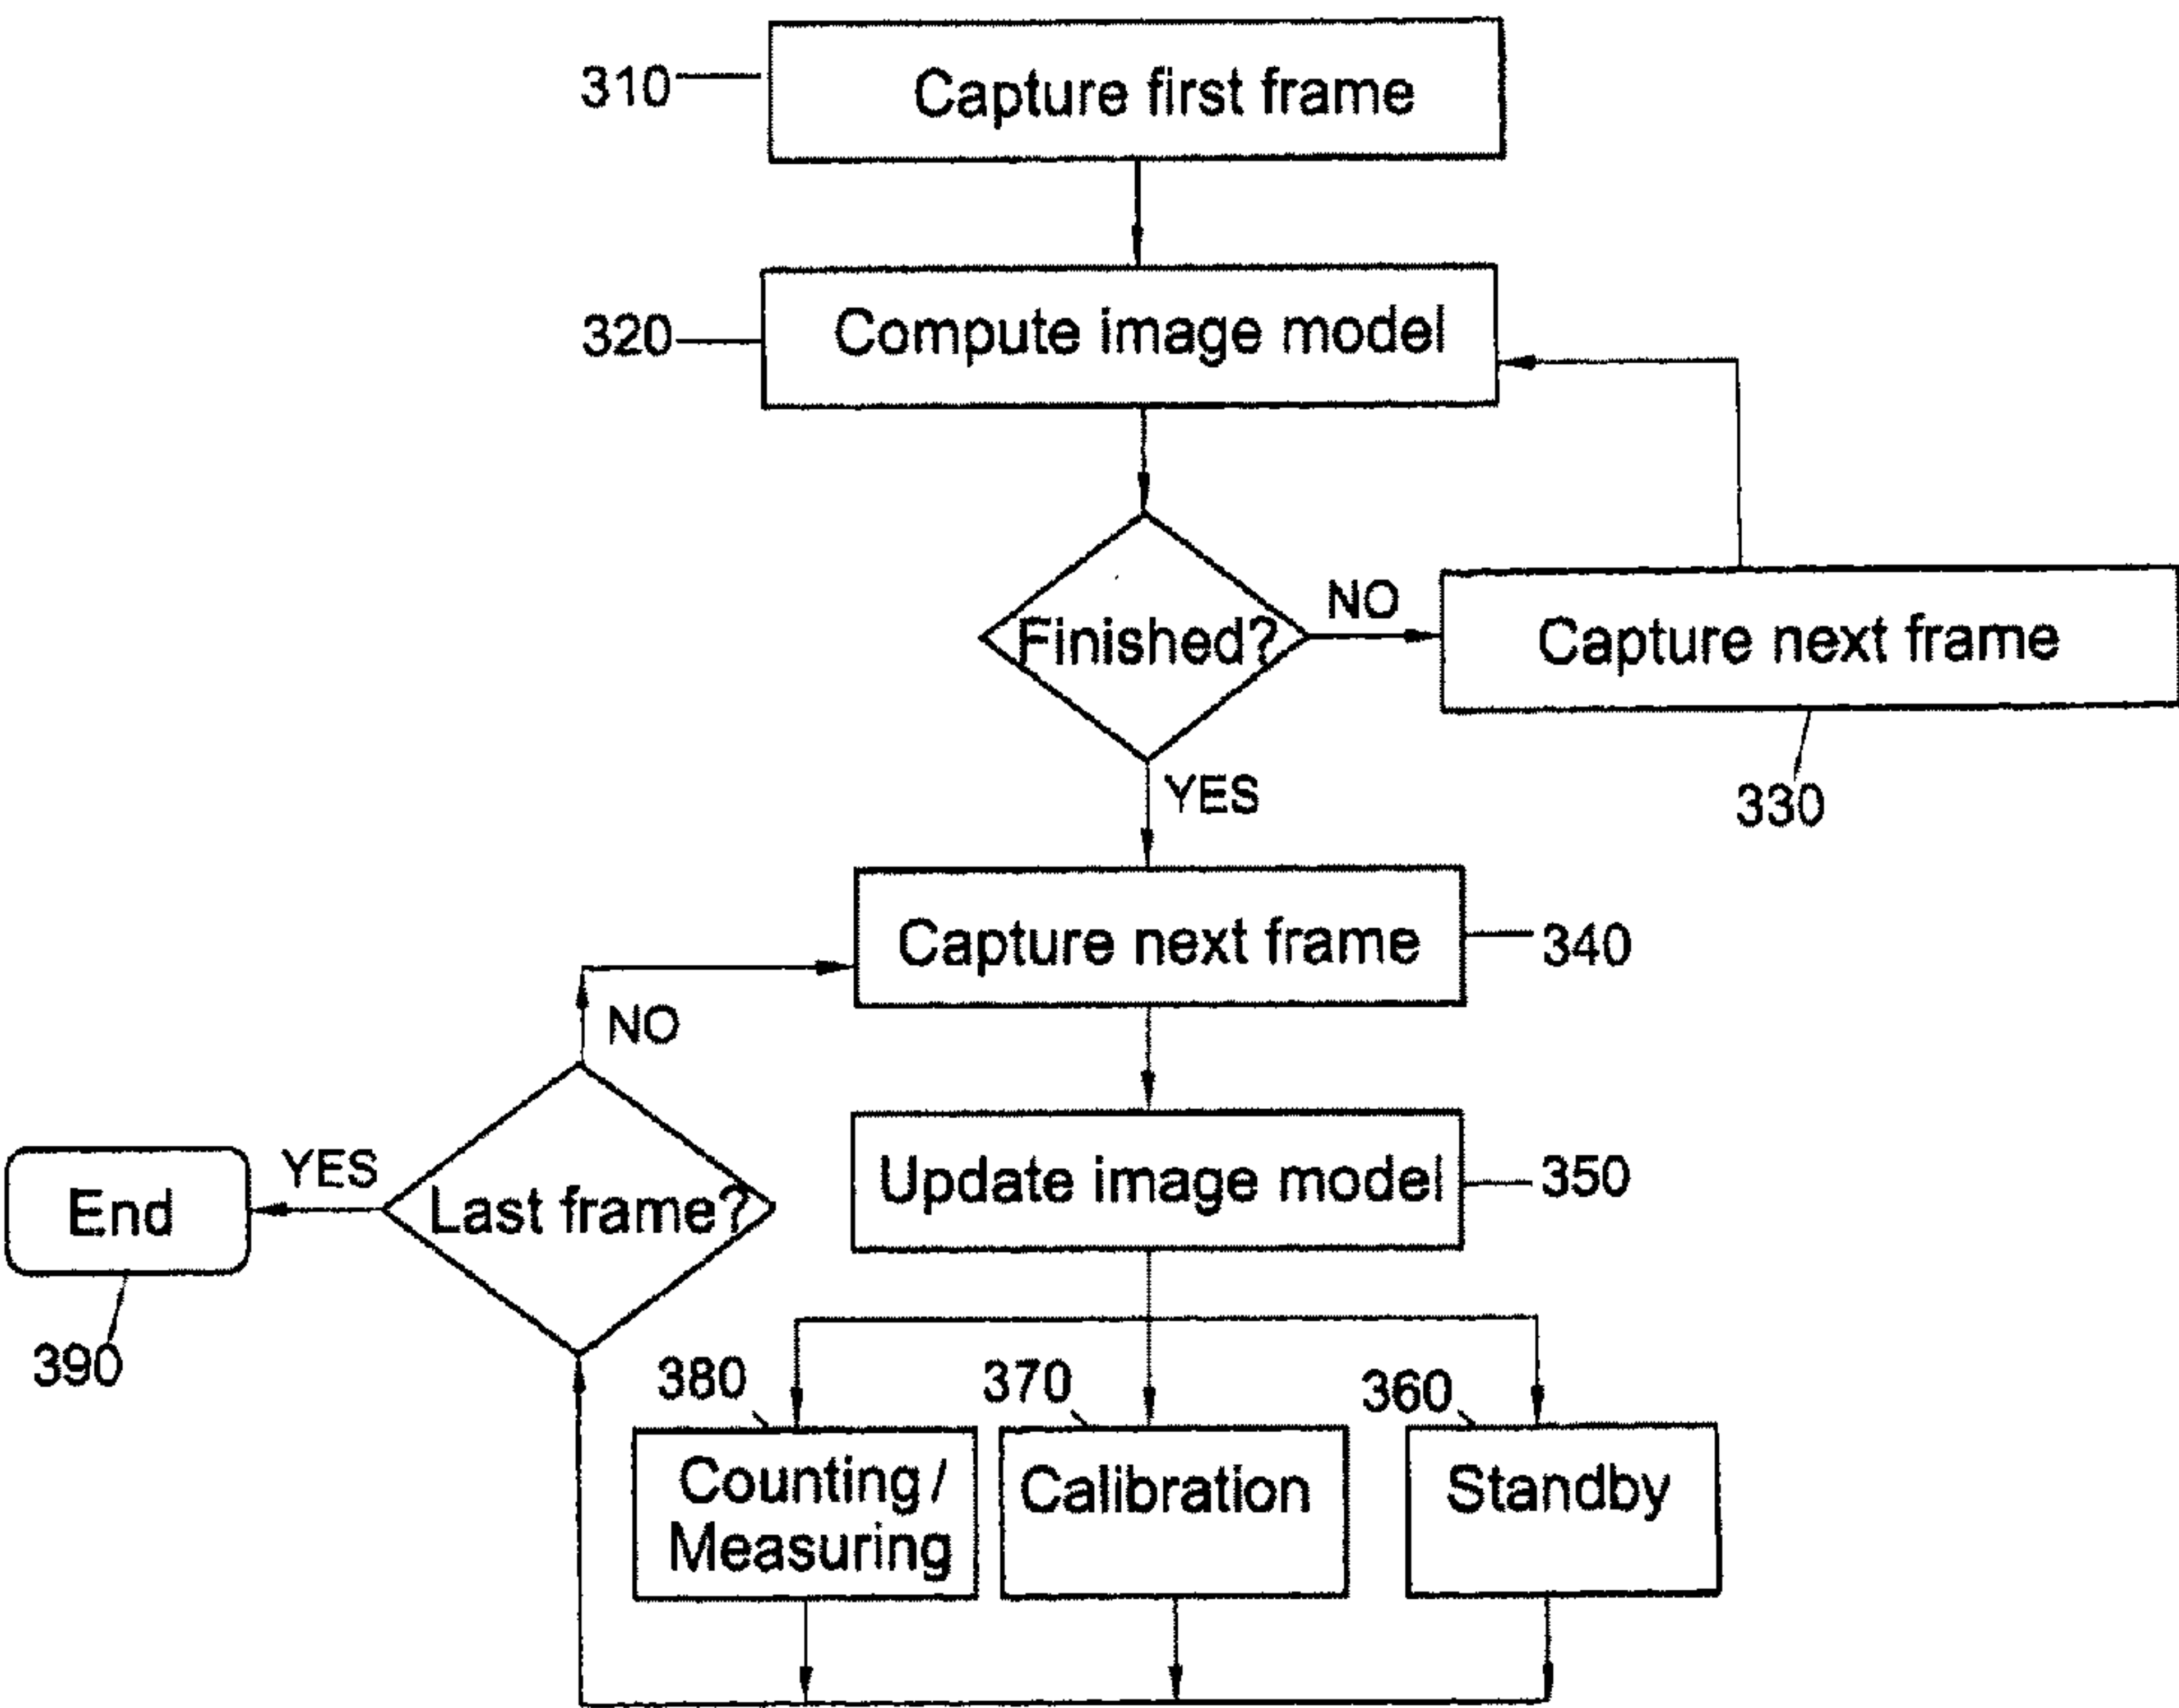 310
Capture first frame
320
Compute image model
Finished?
NO
Capture next frame
330
YES
Capture next frame
340
NO
Update image model
350
YES
End
Last frame?
390
380
370
360
Counting /
Measuring
Calibration
Standby